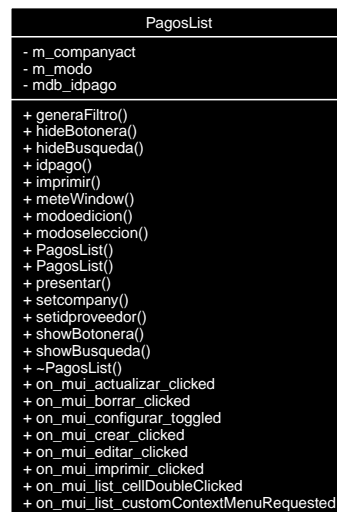 PagosList
- m_companyact
- m_modo
- mdb_idpago
+ generaFiltro()
+ hideBotonera()
+ hideBusqueda()
+ idpago()
+ imprimir()
+ meteWindow()
+ modoedicion()
+ modoseleccion()
+ PagosList()
+ PagosList()
+ presentar()
+ setcompany()
+ setidproveedor()
+ showBotonera()
+ showBusqueda()
+ ~PagosList()
+ on_mui_actualizar_clicked
+ on_mui_borrar_clicked
+ on_mui_configurar_toggled
+ on_mui_crear_clicked
+ on_mui_editar_clicked
+ on_mui_imprimir_clicked
+ on_mui_list_cellDoubleClicked
+ on_mui_list_customContextMenuRequested